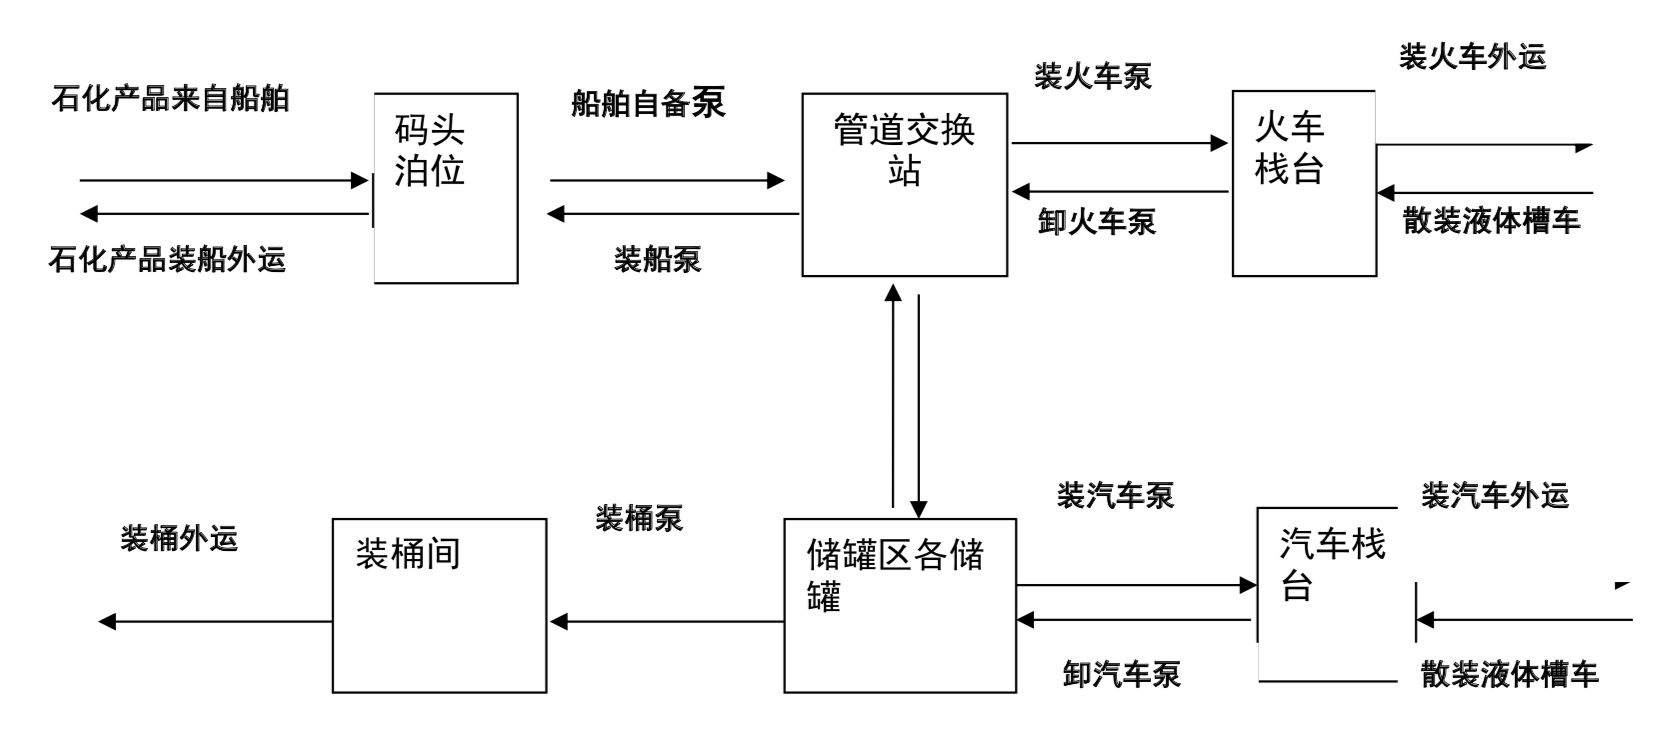 装火车外运
装火车泵
石化产品来自船舶
船舶自备泵
码头
泊位
管道交换
站
火车
栈台
卸火车泵
散装液体槽车
石化产品装船外运
装船泵
装汽车泵
装汽车外运
装桶泵
装桶外运
装桶间
储罐区各储
罐
汽车栈
台
卸汽车泵
散装液体槽车